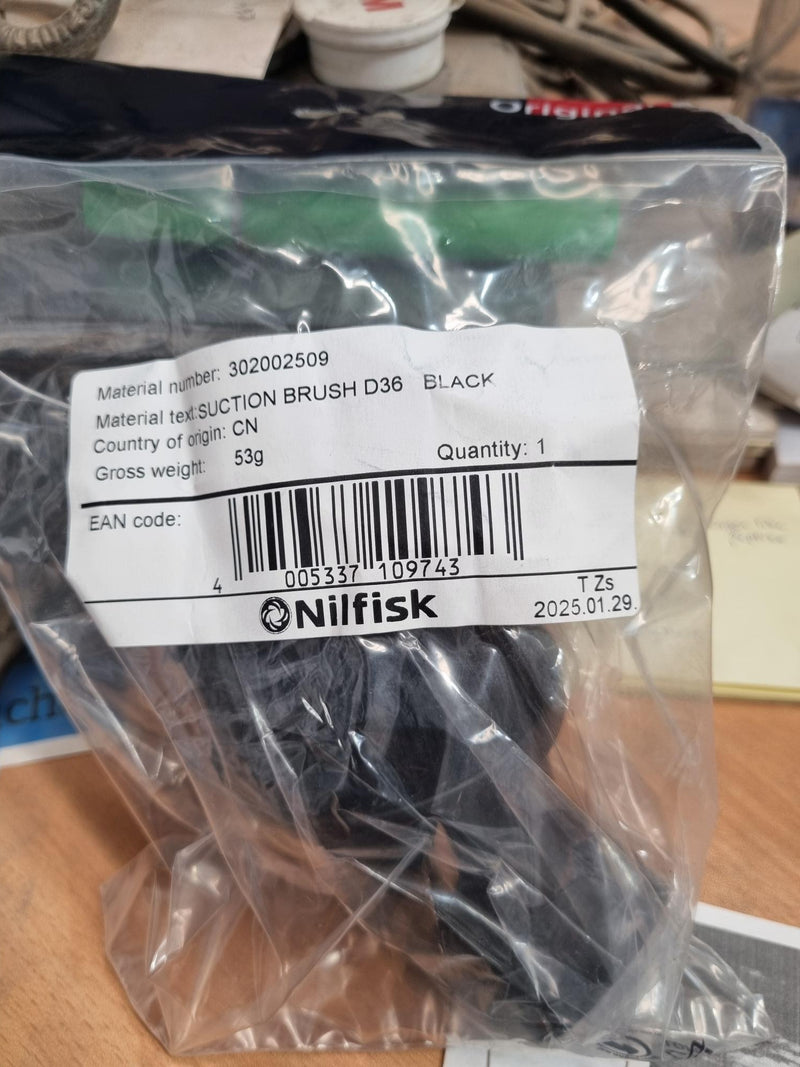 Original
Material number: 302002509
Material text:SUCTION BRUSH D36 BLACK
Country of origin: CN
Gross weight: 53g
Quantity: 1
EAN code:
4 005337 109743
Nilfisk
T Zs
2025.01.29.
ch